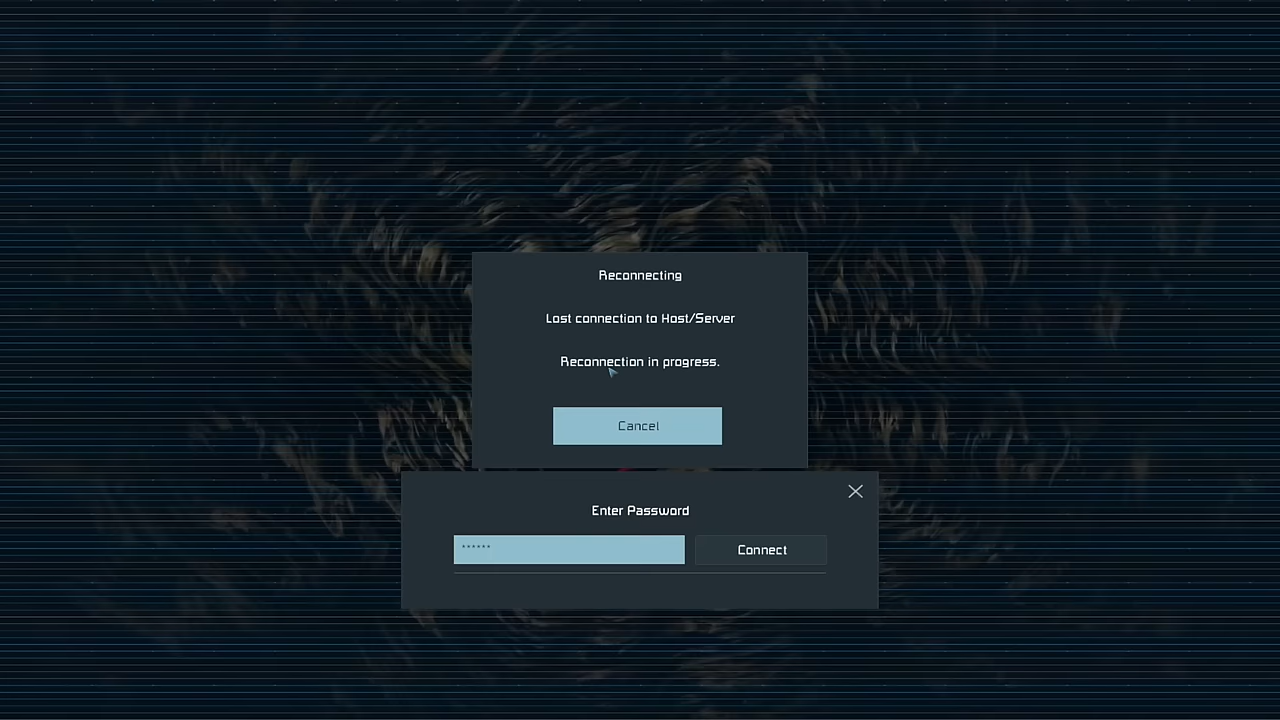 Reconnecting
Lost connection to Host/Server
Reconnection in progress.
Cancel
Enter Password
******
Connect